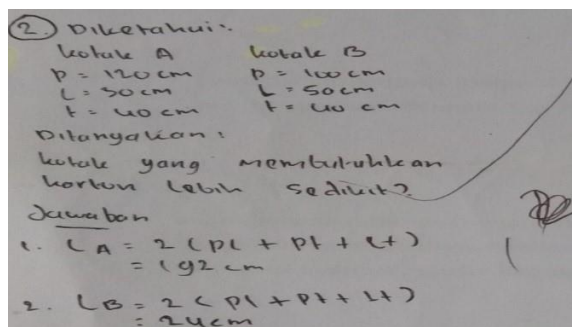 2. Diketahui:
kotak A kotak B
P = 120 cm P = 100 cm
L = 50 cm L = 50 cm
t = 40 cm t = 40 cm
Ditanyakan:
kotak yang membutuhkan
karton lebih sedikit?
Jawaban
1. LA = 2 (pl + pt + lt)
= 192 cm
2. LB = 2 (pl + pt + lt)
= 24cm